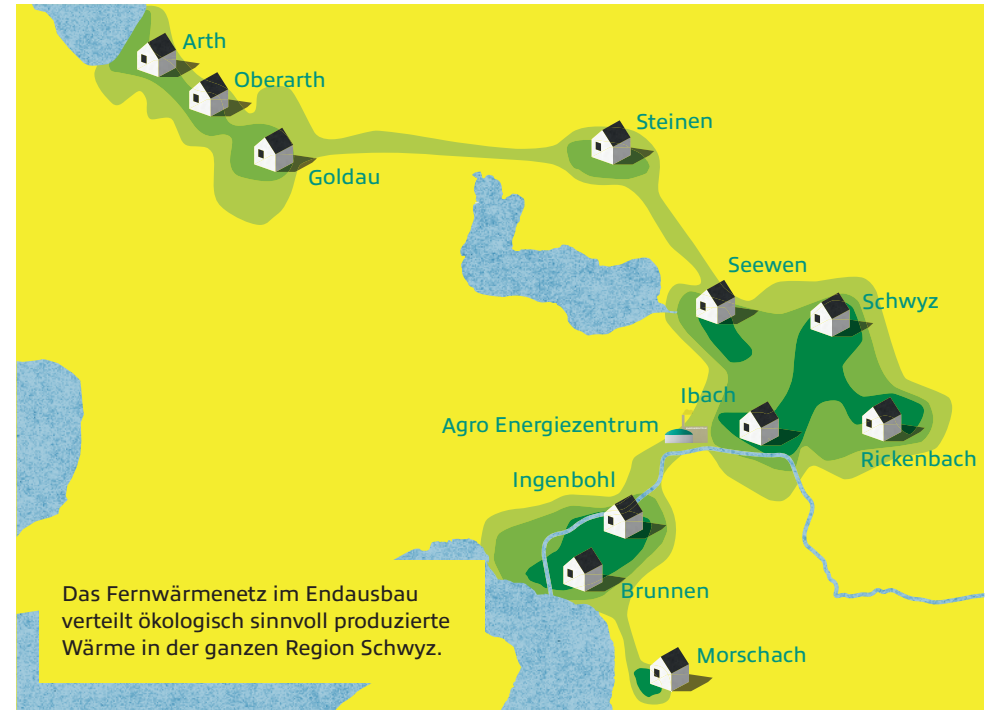 Arth
Oberarth
Goldau
Steinen
Seewen
Schwyz
Ibach
Agro Energiezentrum
Rickenbach
Ingenbohl
Brunnen
Das Fernwärmenetz im Endausbau
verteilt ökologisch sinnvoll produzierte
Wärme in der ganzen Region Schwyz.
Morschach